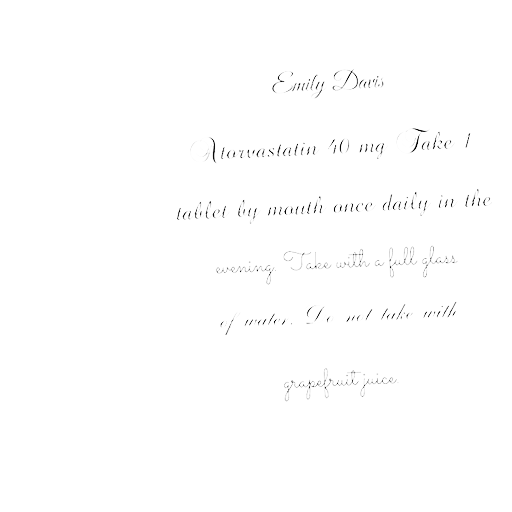 Emily Davis
Atorvastatin 40 mg Take 1
tablet by mouth once daily in the
evening. Take with a full glass
of water. Do not take with
grapefruit juice